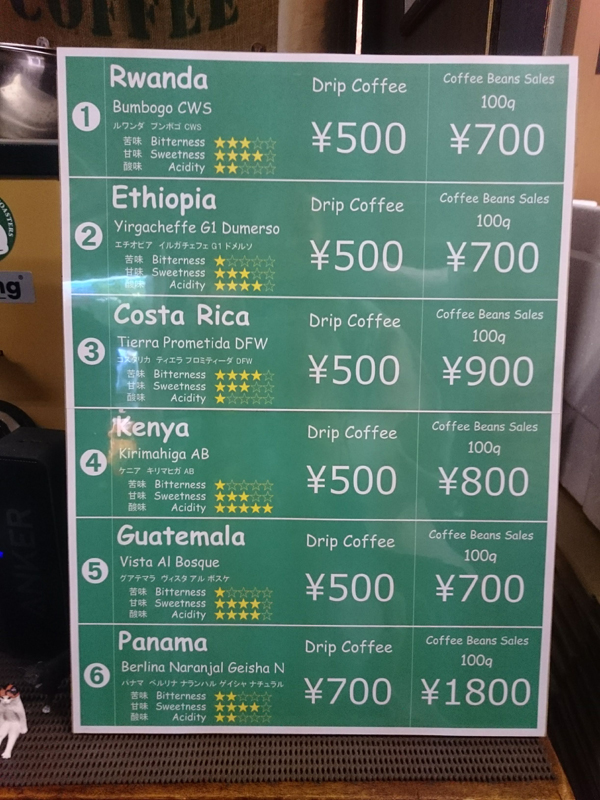 COFFEE
1
Rwanda
Bumbogo CWS
ルワンダ ブンボゴ CWS
苦味 Bitterness ★★★☆☆
甘味 Sweetness ★★★★☆
酸味 Acidity ★★☆☆☆
Drip Coffee
¥500
Coffee Beans Sales
100g
¥700
2
Ethiopia
Yirgacheffe G1 Dumerso
エチオピア イルガチェフェ G1 ドメルソ
苦味 Bitterness ★☆☆☆☆
甘味 Sweetness ★★★☆☆
酸味 Acidity ★★★★☆
Drip Coffee
¥500
Coffee Beans Sales
100g
¥700
3
Costa Rica
Tierra Prometida DFW
コスタリカ ティエラ プロミティーダ DFW
苦味 Bitterness ★★★★☆
甘味 Sweetness ★★★☆☆
酸味 Acidity ★☆☆☆☆
Drip Coffee
¥500
Coffee Beans Sales
100g
¥900
4
Kenya
Kirimahiga AB
ケニア キリマヒガ AB
苦味 Bitterness ★☆☆☆☆
甘味 Sweetness ★★★☆☆
酸味 Acidity ★★★★★
Drip Coffee
¥500
Coffee Beans Sales
100g
¥800
5
Guatemala
Vista Al Bosque
グアテマラ ヴィスタ アル ボスケ
苦味 Bitterness ★☆☆☆☆
甘味 Sweetness ★★★★☆
酸味 Acidity ★★★★☆
Drip Coffee
¥500
Coffee Beans Sales
100g
¥700
6
Panama
Berlina Naranjal Geisha N
パナマ ベルリナ ナランハル ゲイシャ ナチュラル
苦味 Bitterness ★★☆☆☆
甘味 Sweetness ★★★★☆
酸味 Acidity ★★☆☆☆
Drip Coffee
¥700
Coffee Beans Sales
100g
¥1800
ANKER